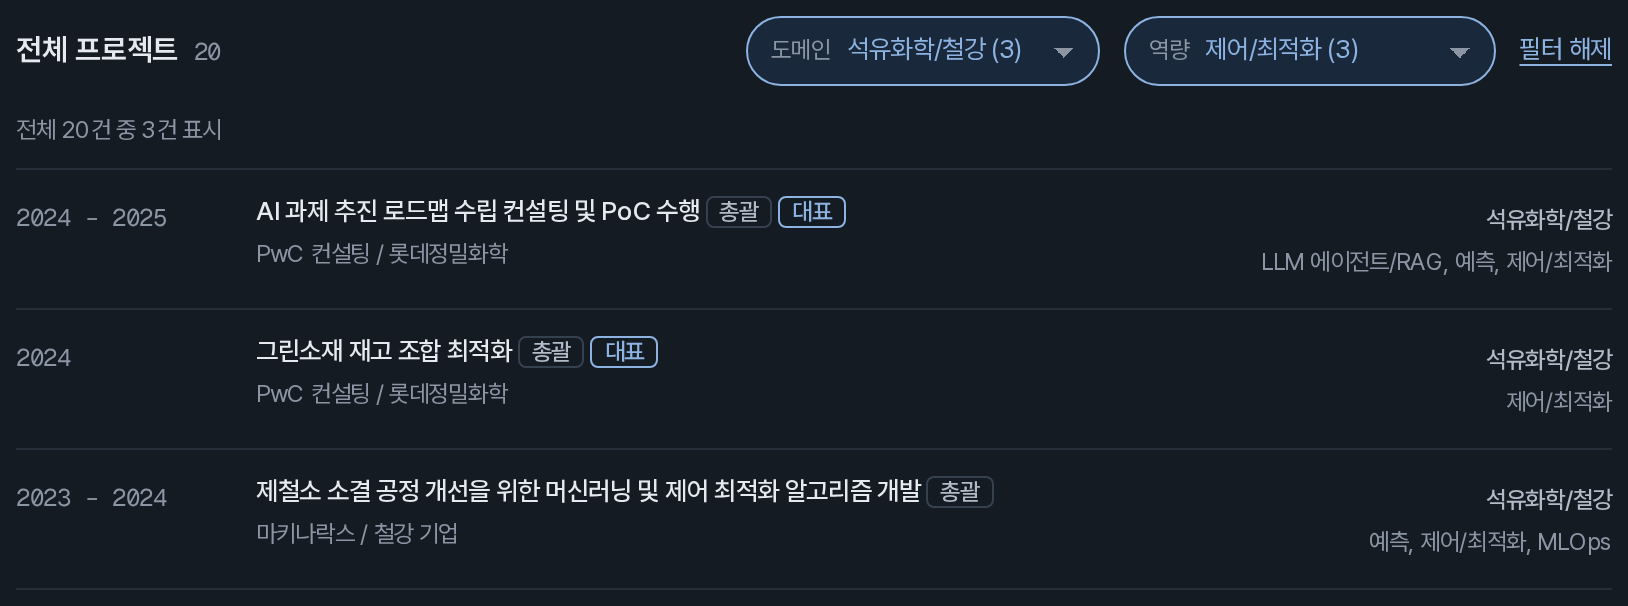 전체 프로젝트 20
도메인 석유화학/철강 (3)
역량 제어/최적화 (3)
필터 해제
전체 20건 중 3건 표시
2024 – 2025
AI 과제 추진 로드맵 수립 컨설팅 및 PoC 수행 총괄 대표
석유화학/철강
PwC 컨설팅 / 롯데정밀화학
LLM 에이전트/RAG, 예측, 제어/최적화
2024
그린소재 재고 조합 최적화 총괄 대표
석유화학/철강
PwC 컨설팅 / 롯데정밀화학
제어/최적화
2023 – 2024
제철소 소결 공정 개선을 위한 머신러닝 및 제어 최적화 알고리즘 개발 총괄
석유화학/철강
마키나락스 / 철강 기업
예측, 제어/최적화, MLOps